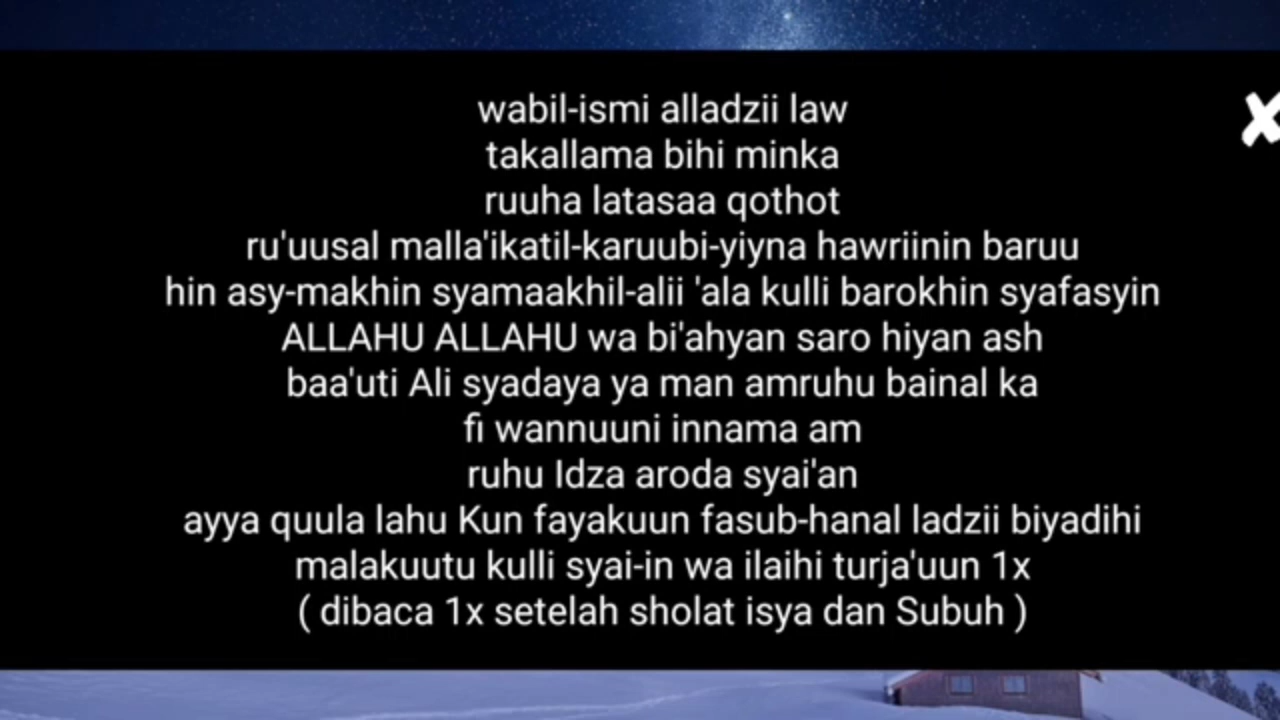 wabil-ismi alladzii law
takallama bihi minka
ruuha latasaa qothot
ru'uusal malla'ikatil-karuubi-yiyna hawriinin baruu
hin asy-makhin syamaakhil-alii 'ala kulli barokhin syafasyin
ALLAHU ALLAHU wa bi'ahyan saro hiyan ash
baa'uti Ali syadaya ya man amruhu bainal ka
fi wannuuni innama am
ruhu Idza aroda syai'an
ayya quula lahu Kun fayakuun fasub-hanal ladzii biyadihi
malakuutu kulli syai-in wa ilaihi turja'uun 1x
( dibaca 1x setelah sholat isya dan Subuh )